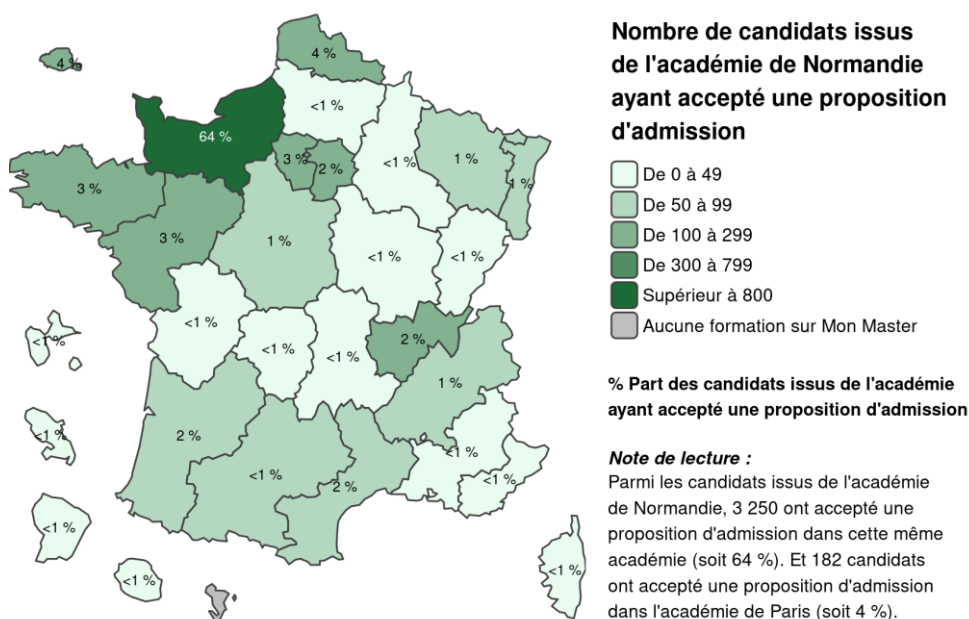 Nombre de candidats issus
de l'académie de Normandie
ayant accepté une proposition
d'admission
De 0 à 49
De 50 à 99
De 100 à 299
De 300 à 799
Supérieur à 800
Aucune formation sur Mon Master
% Part des candidats issus de l'académie
ayant accepté une proposition d'admission
Note de lecture :
Parmi les candidats issus de l'académie
de Normandie, 3 250 ont accepté une
proposition d'admission dans cette même
académie (soit 64 %). Et 182 candidats
ont accepté une proposition d'admission
dans l'académie de Paris (soit 4 %).
4 %
4 %
<1 %
64 %
3 %
2 %
<1 %
1 %
1 %
3 %
3 %
1 %
<1 %
<1 %
<1 %
<1 %
<1 %
2 %
<1 %
1 %
2 %
<1 %
2 %
<1 %
<1 %
<1 %
<1 %
<1 %
<1 %
<1 %